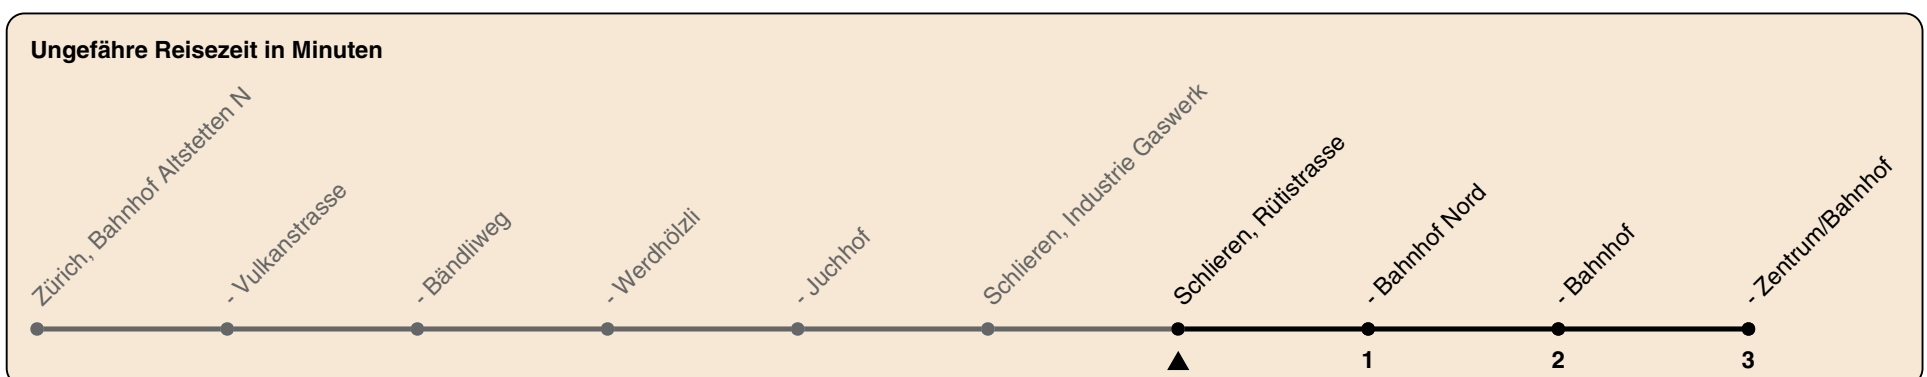 Ungefähre Reisezeit in Minuten
Zürich, Bahnhof Altstetten N
- Vulkanstrasse
- Bändliweg
- Werdhölzli
- Juchhof
Schlieren, Industrie Gaswerk
Schlieren, Rütistrasse
- Bahnhof Nord
- Bahnhof
- Zentrum/Bahnhof
1 2 3